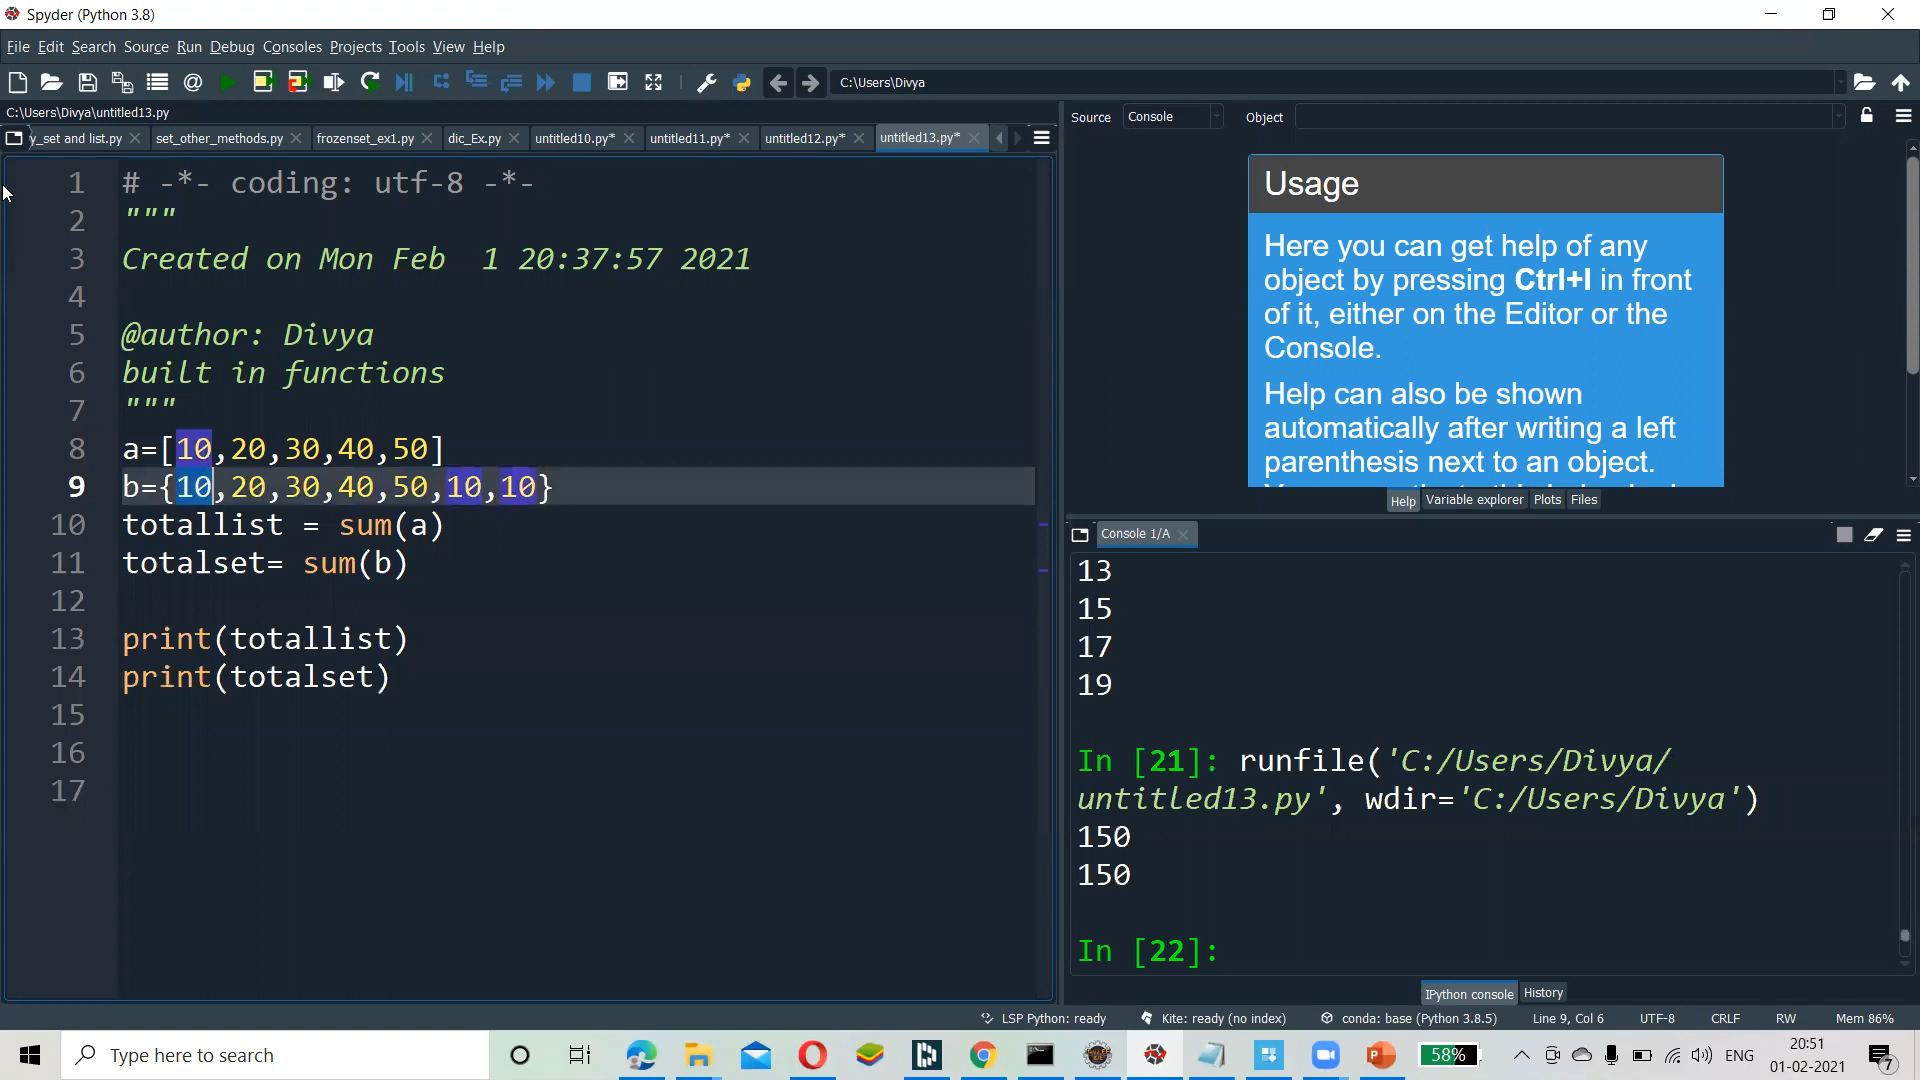 Spyder (Python 3.8)
File Edit Search Source Run Debug Consoles Projects Tools View Help
C:\Users\Divya
C:\Users\Divya\untitled13.py
y_set and list.py set_other_methods.py frozenset_ex1.py dic_Ex.py untitled10.py* untitled11.py* untitled12.py* untitled13.py*
1 # -*- coding: utf-8 -*-
2 """
3 Created on Mon Feb  1 20:37:57 2021
4
5 @author: Divya
6 built in functions
7 """
8 a=[10,20,30,40,50]
9 b={10,20,30,40,50,10,10}
10 totallist = sum(a)
11 totalset= sum(b)
12
13 print(totallist)
14 print(totalset)
15
16
17
Source Console Object
Usage
Here you can get help of any
object by pressing Ctrl+I in front
of it, either on the Editor or the
Console.
Help can also be shown
automatically after writing a left
parenthesis next to an object.
Help Variable explorer Plots Files
Console 1/A
13
15
17
19
In [21]: runfile('C:/Users/Divya/
untitled13.py', wdir='C:/Users/Divya')
150
150
In [22]:
IPython console History
LSP Python: ready Kite: ready (no index) conda: base (Python 3.8.5) Line 9, Col 6 UTF-8 CRLF RW Mem 86%
Type here to search
58%
ENG
20:51
01-02-2021
7